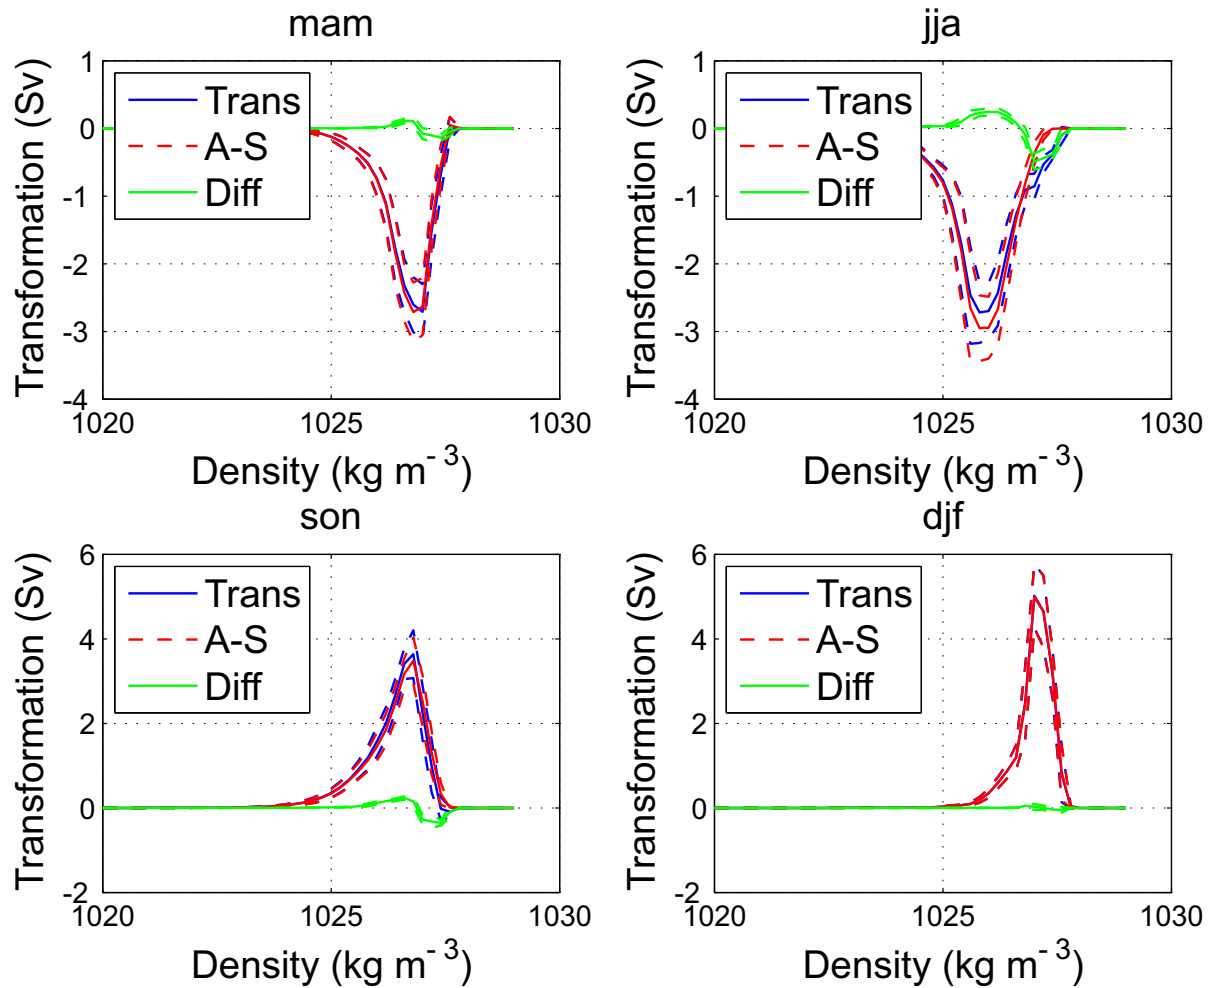 mam
Transformation (Sv)
1
0
-1
-2
-3
-4
Trans
A-S
Diff
1020
1025
1030
Density (kg m⁻³)
jja
Transformation (Sv)
1
0
-1
-2
-3
-4
Trans
A-S
Diff
1020
1025
1030
Density (kg m⁻³)
son
Transformation (Sv)
6
4
2
0
-2
Trans
A-S
Diff
1020
1025
1030
Density (kg m⁻³)
djf
Transformation (Sv)
6
4
2
0
-2
Trans
A-S
Diff
1020
1025
1030
Density (kg m⁻³)